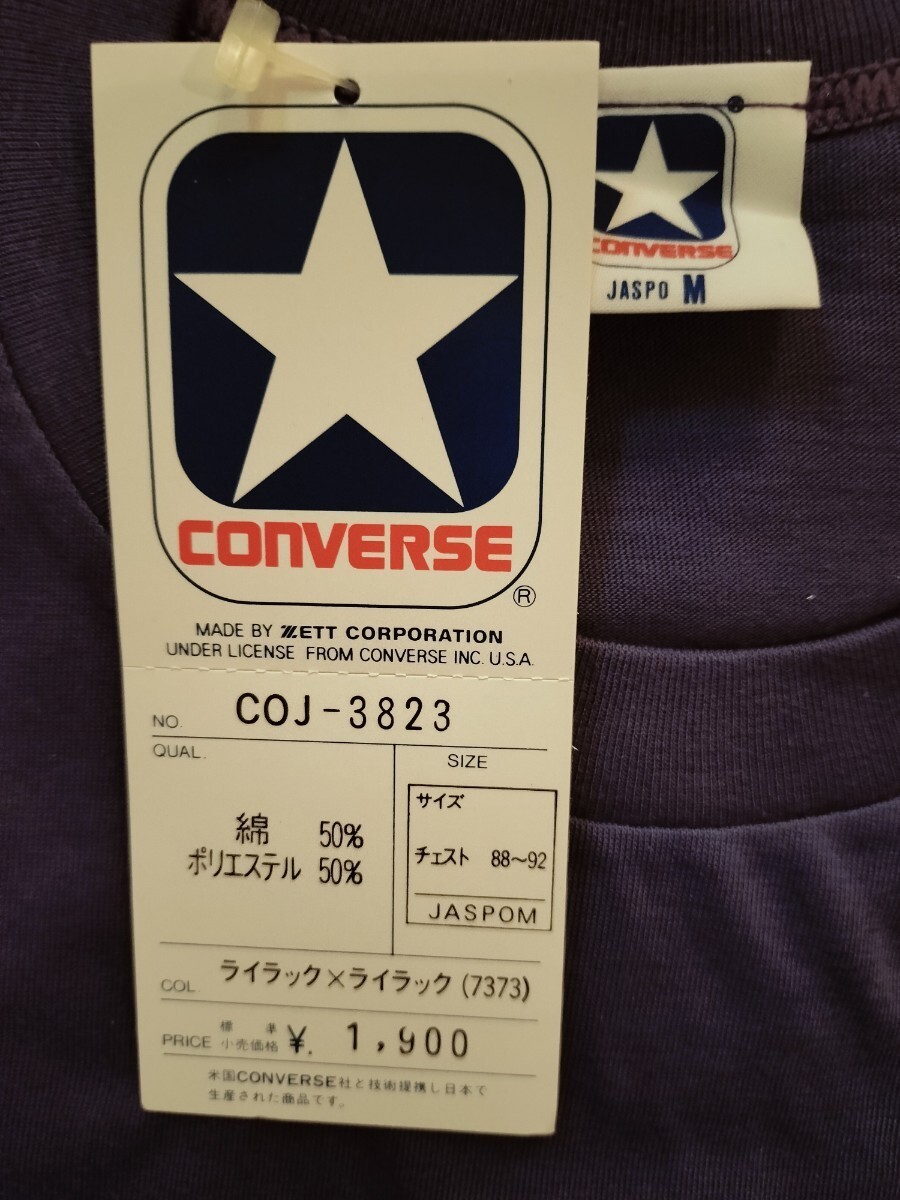 CONVERSE
®
MADE BY ZETT CORPORATION
UNDER LICENSE FROM CONVERSE INC. U.S.A.
NO. COJ-3823
QUAL.
綿 50%
ポリエステル 50%
SIZE
サイズ
チェスト 88〜92
JASPOM
COL. ライラック×ライラック (7373)
PRICE 標準小売価格 ¥. 1,900
米国CONVERSE社と技術提携し日本で
生産された商品です。
CONVERSE
JASPO M